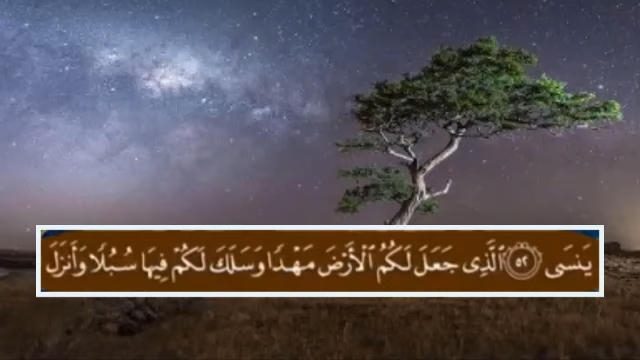 يَنسَى ۝٥٢ ٱلَّذِى جَعَلَ لَكُمُ ٱلْأَرْضَ مَهْدًا وَسَلَكَ لَكُمْ فِيهَا سُبُلًا وَأَنزَلَ